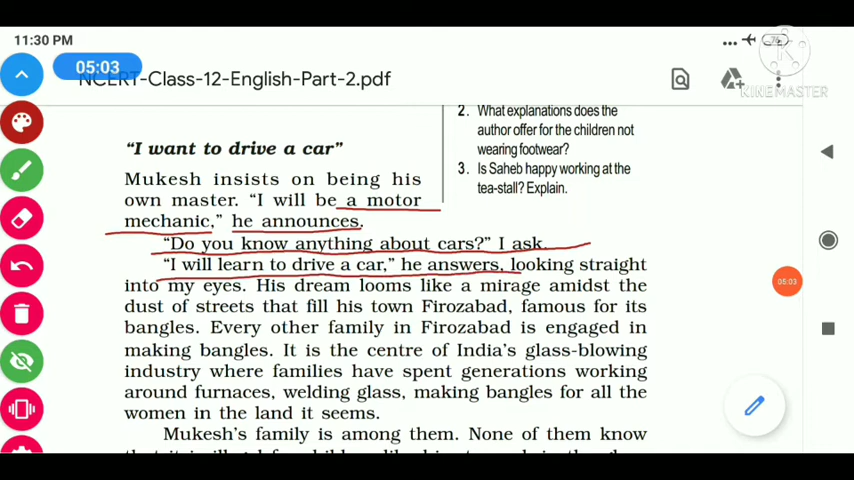 11:30 PM
05:03
NCERT-Class-12-English-Part-2.pdf
KINEMASTER
2. What explanations does the
author offer for the children not
wearing footwear?
3. Is Saheb happy working at the
tea-stall? Explain.
“I want to drive a car”
Mukesh insists on being his
own master. “I will be a motor
mechanic,” he announces.
“Do you know anything about cars?” I ask.
“I will learn to drive a car,” he answers, looking straight
into my eyes. His dream looms like a mirage amidst the
dust of streets that fill his town Firozabad, famous for its
bangles. Every other family in Firozabad is engaged in
making bangles. It is the centre of India’s glass-blowing
industry where families have spent generations working
around furnaces, welding glass, making bangles for all the
women in the land it seems.
Mukesh’s family is among them. None of them know
05:03